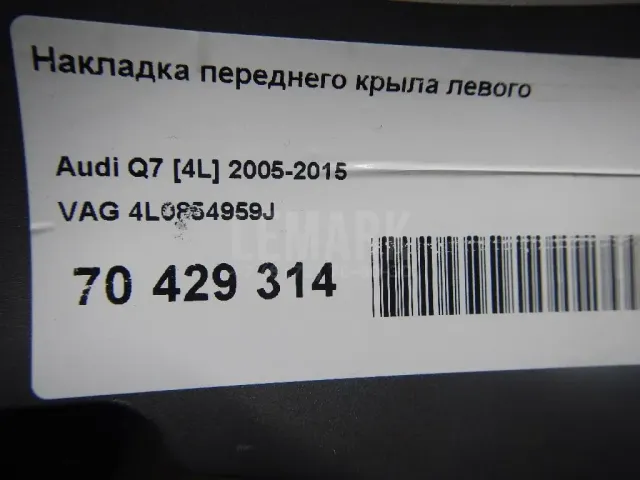 Накладка переднего крыла левого
Audi Q7 [4L] 2005-2015
VAG 4L0854959J
LEMARK
70 429 314